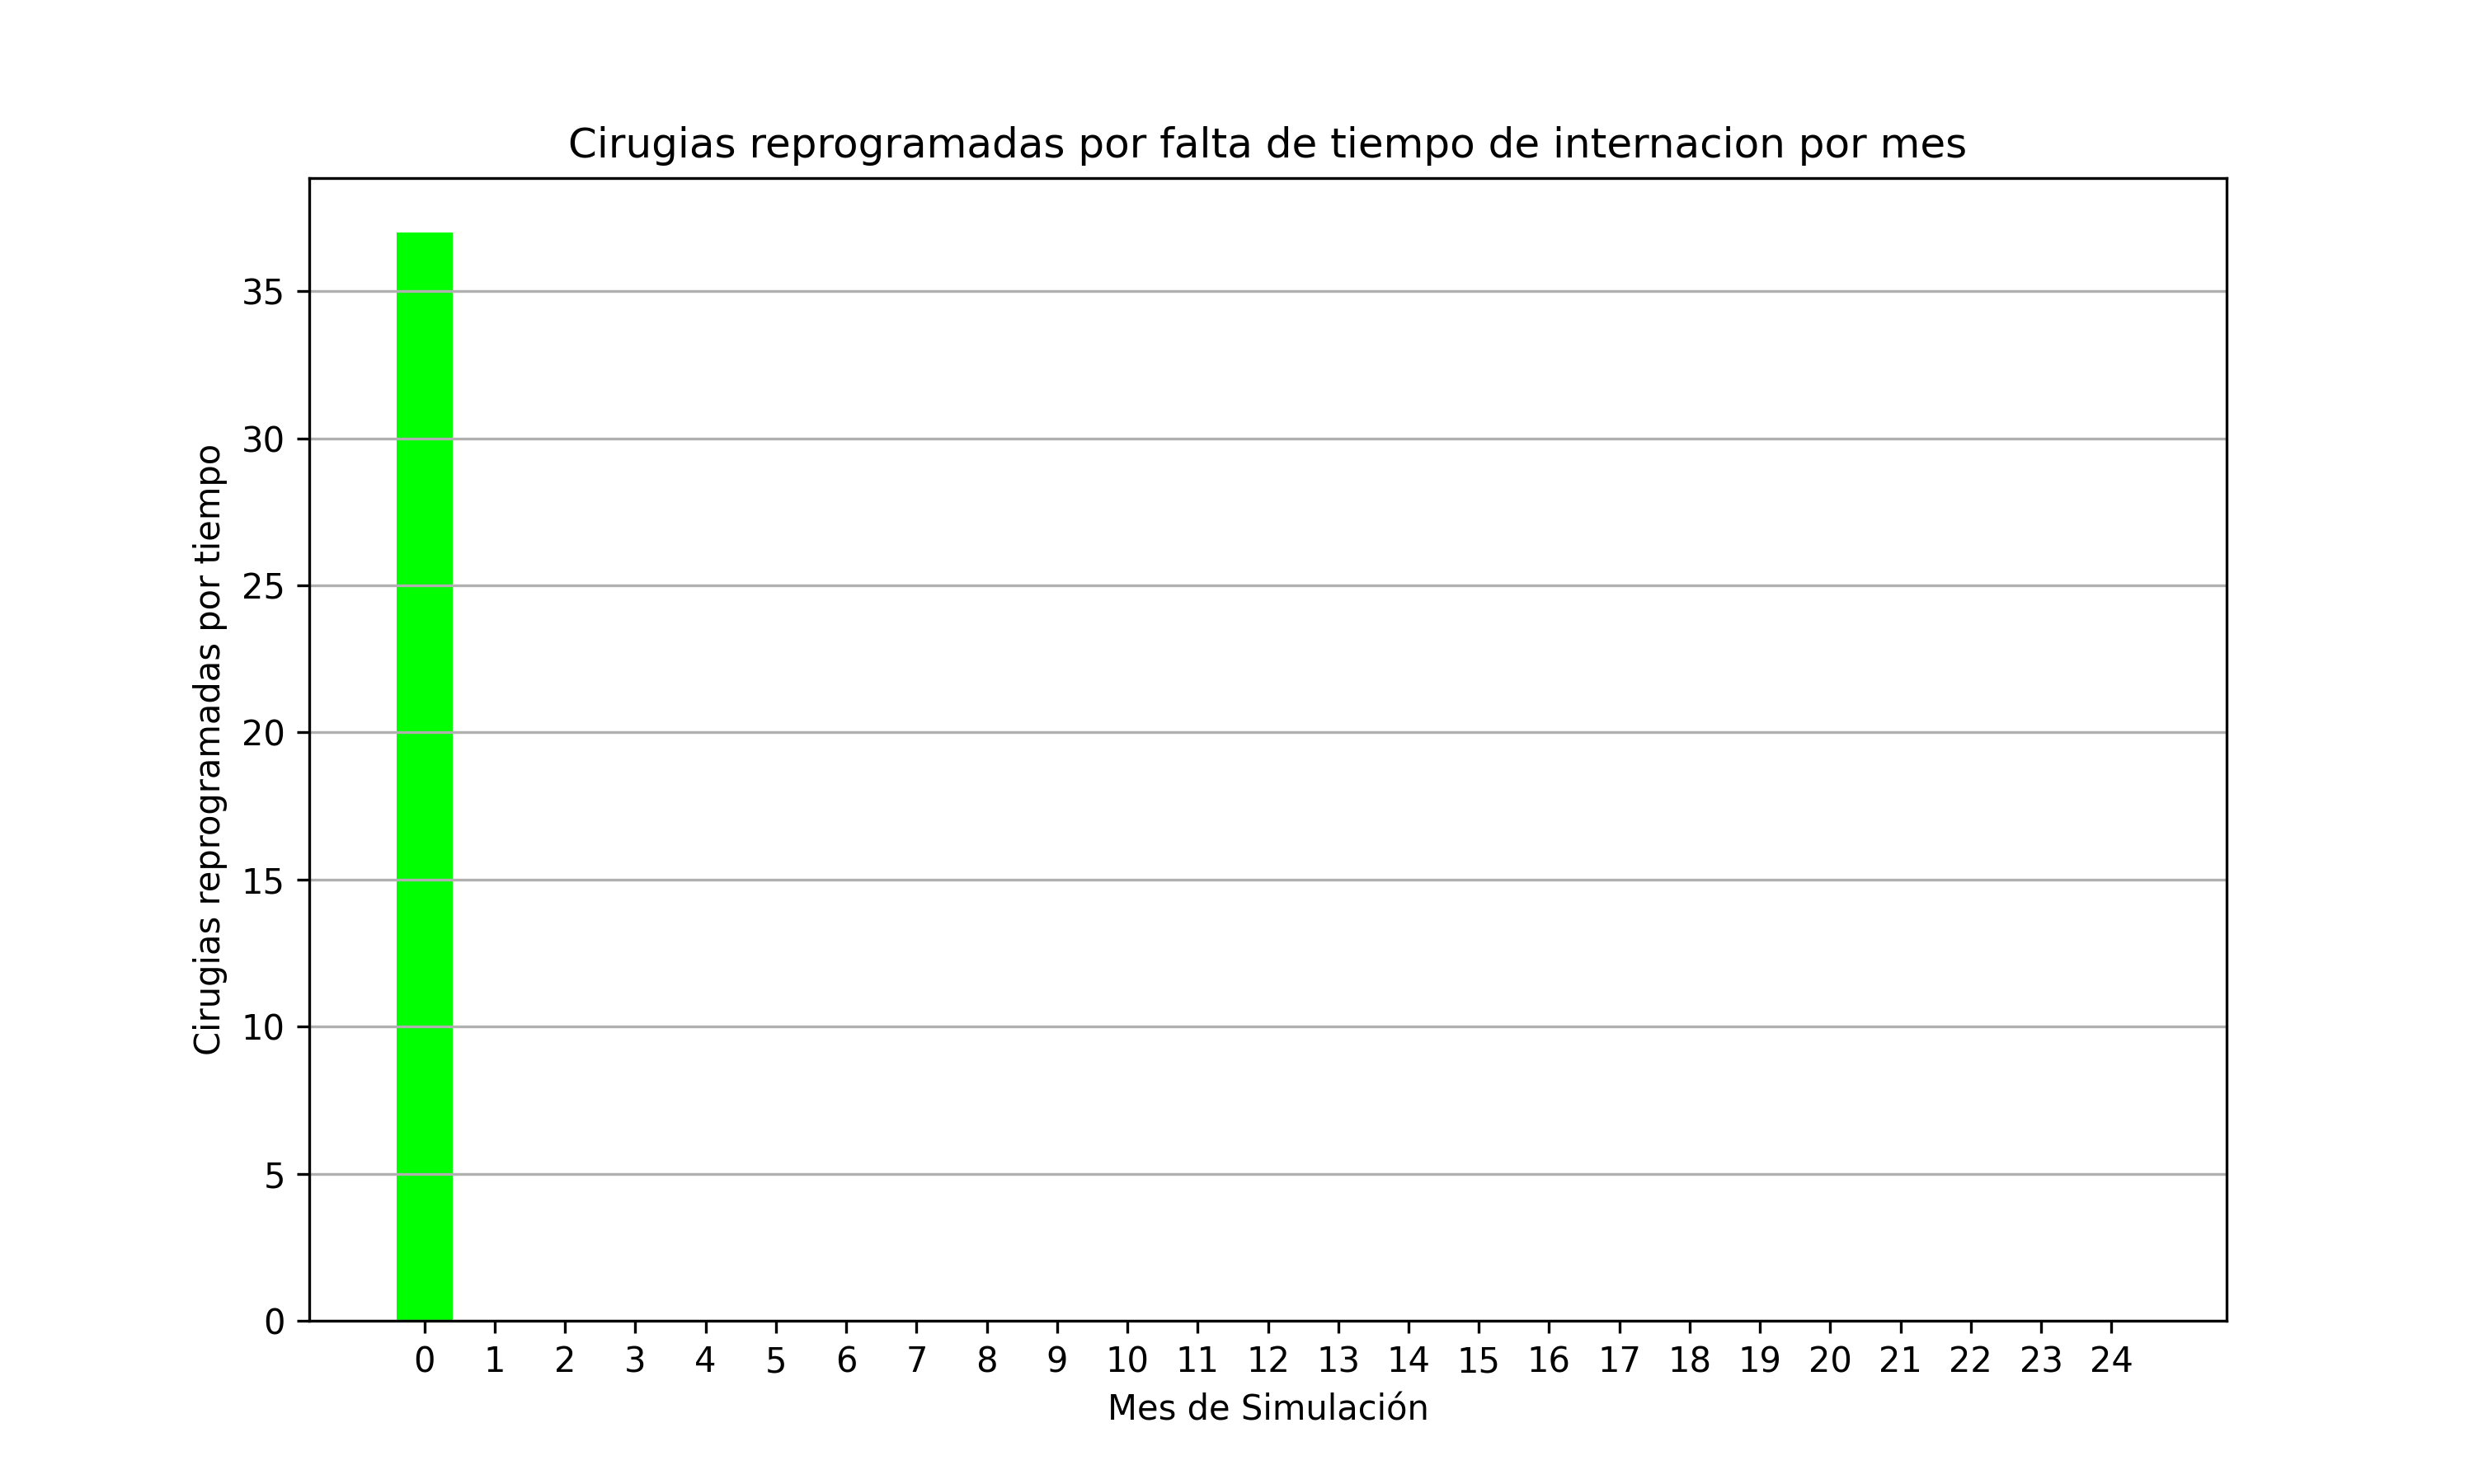 Cirugias reprogramadas por falta de tiempo de internacion por mes
Cirugias reprogramadas por tiempo
35
30
25
20
15
10
5
0
0 1 2 3 4 5 6 7 8 9 10 11 12 13 14 15 16 17 18 19 20 21 22 23 24
Mes de Simulación